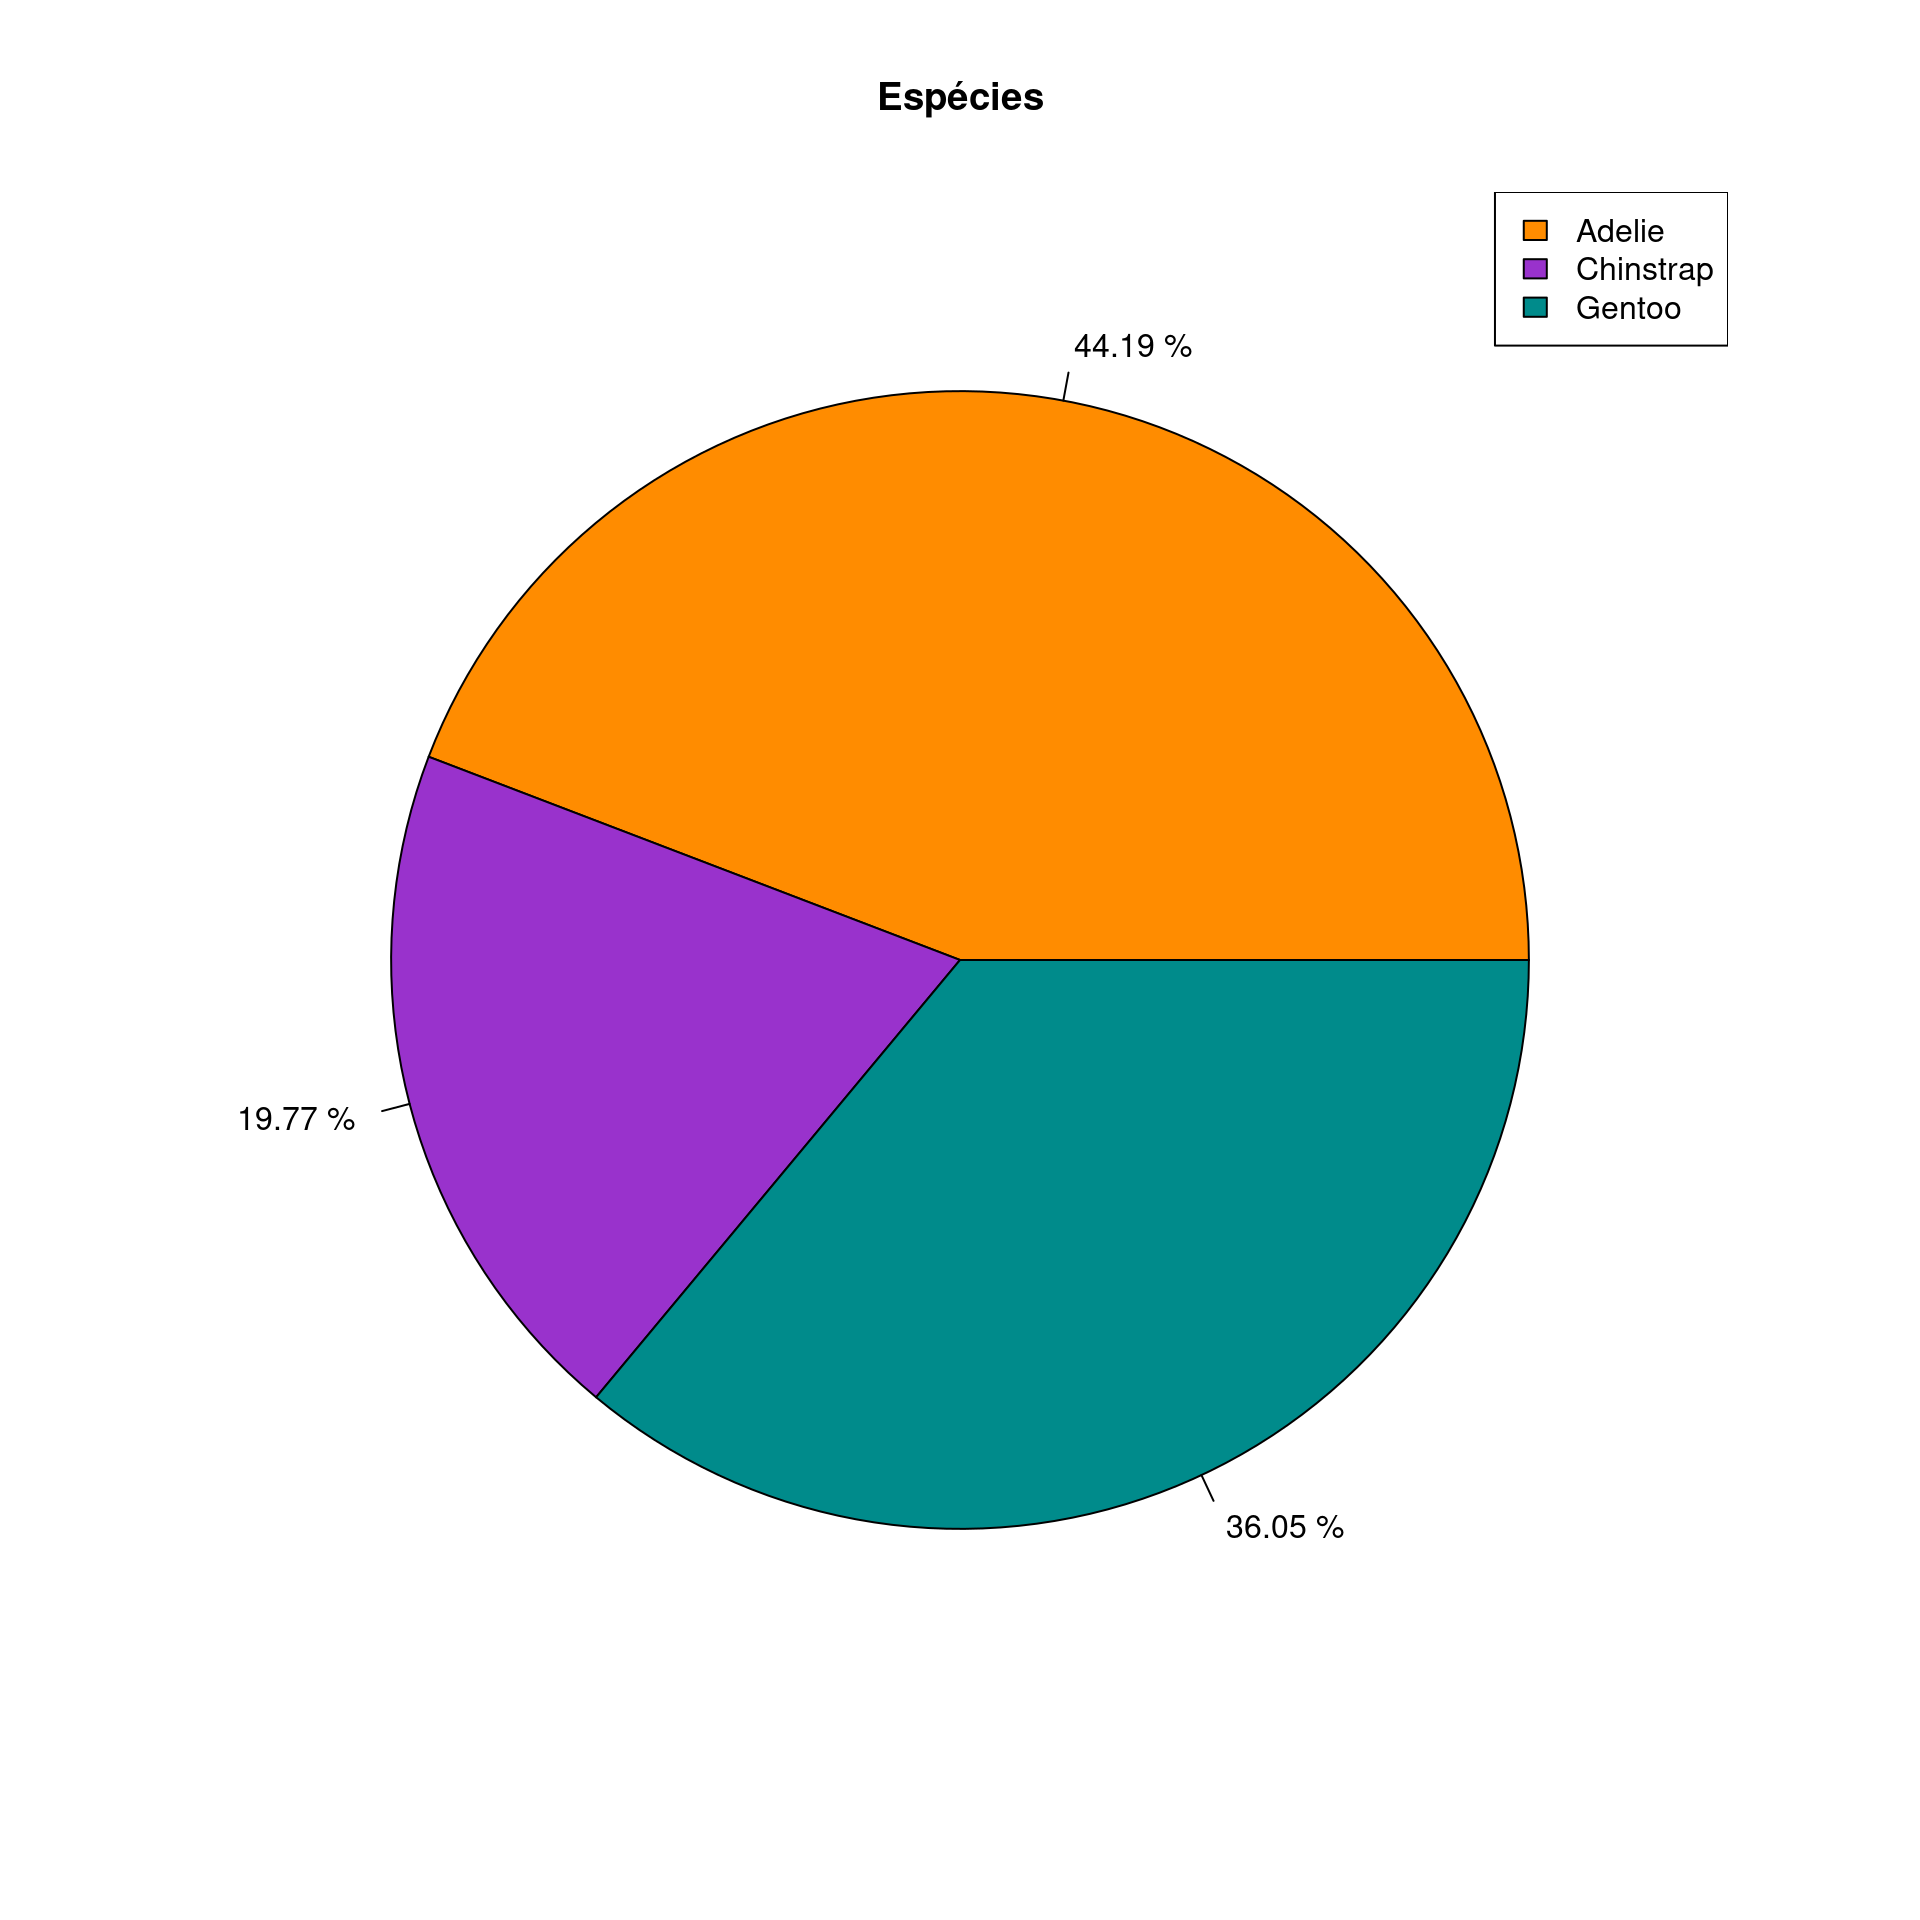 Espécies
Adelie
Chinstrap
Gentoo
44.19 %
19.77 %
36.05 %